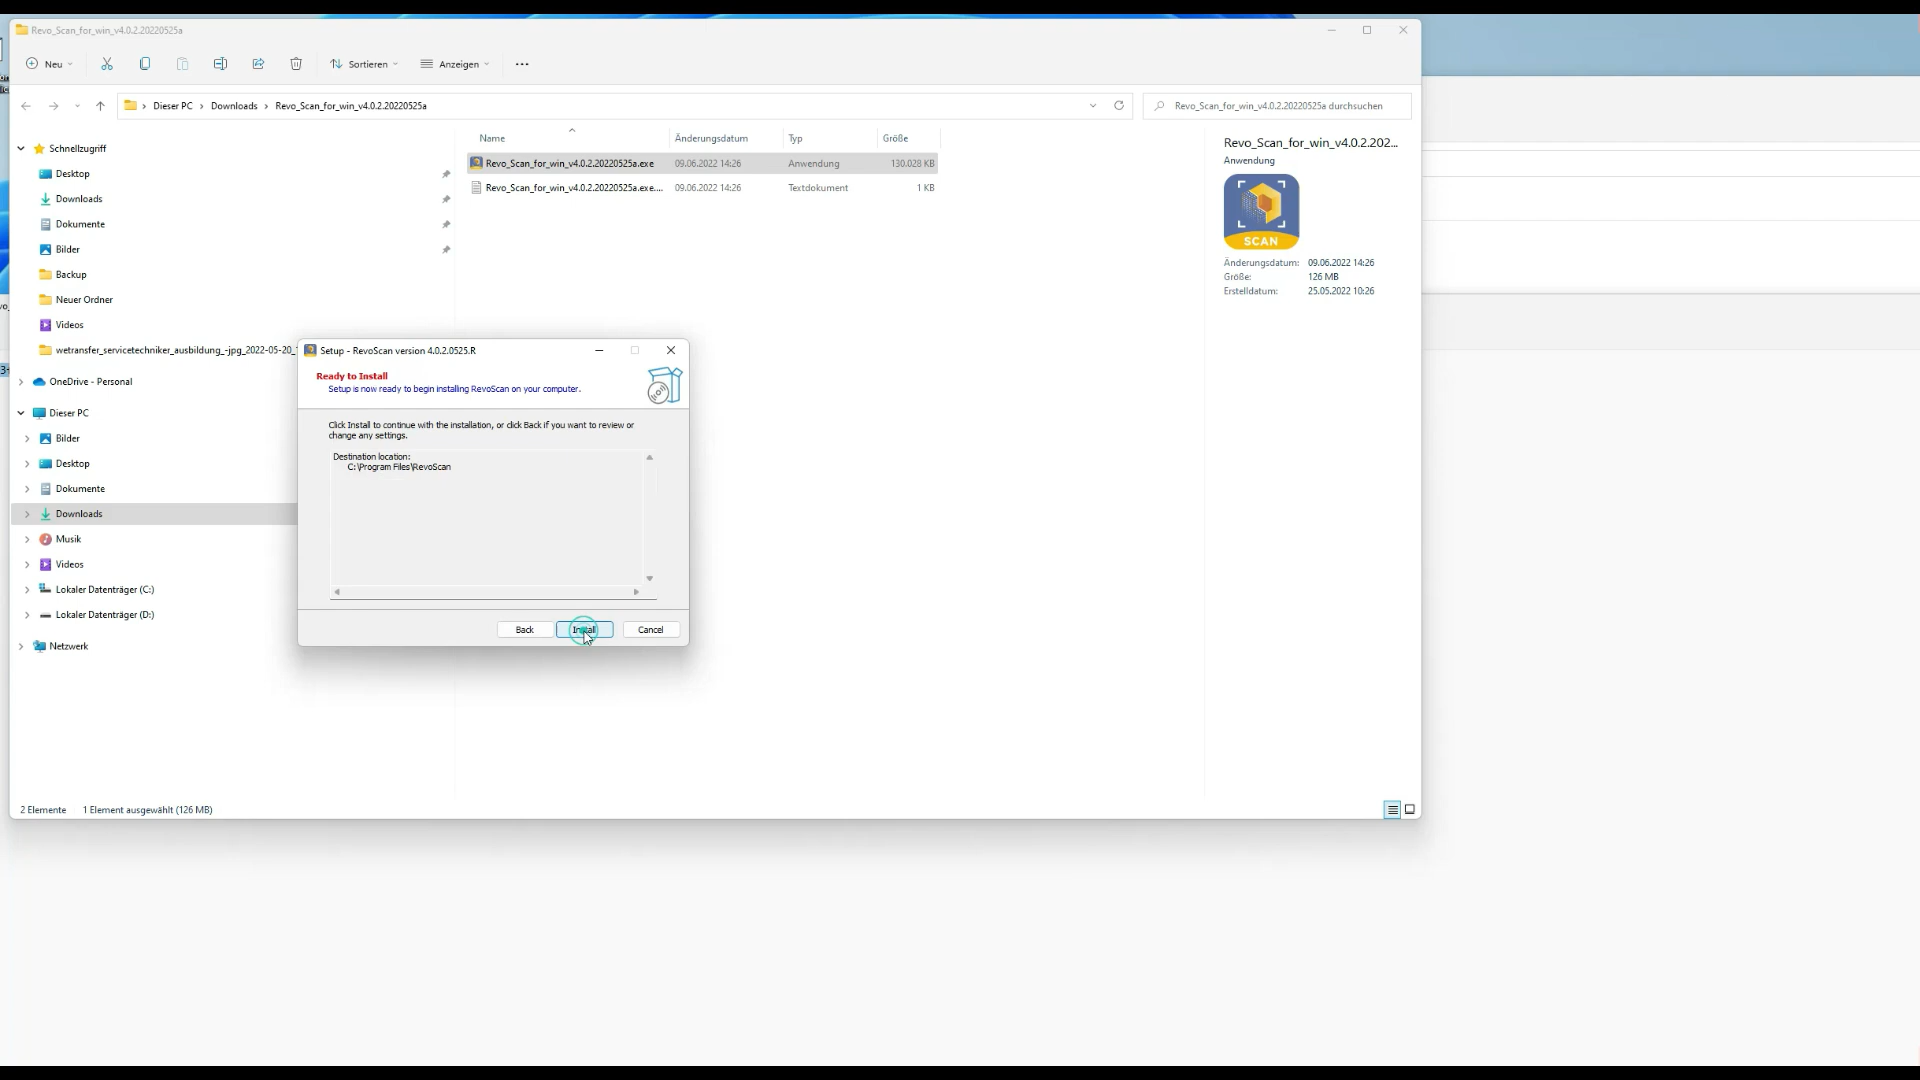 Revo_Scan_for_win_v4.0.2.20220525a
Neu
Sortieren
Anzeigen
Dieser PC
Downloads
Revo_Scan_for_win_v4.0.2.20220525a
Revo_Scan_for_win_v4.0.2.20220525a durchsuchen
Name
Änderungsdatum
Typ
Größe
Revo_Scan_for_win_v4.0.2.20220525a.exe
09.06.2022 14:26
Anwendung
130.028 KB
Revo_Scan_for_win_v4.0.2.20220525a.exe....
09.06.2022 14:26
Textdokument
1 KB
Schnellzugriff
Desktop
Downloads
Dokumente
Bilder
Backup
Neuer Ordner
Videos
wetransfer_servicetechniker_ausbildung_-jpg_2022-05-20_
OneDrive - Personal
Dieser PC
Bilder
Desktop
Dokumente
Downloads
Musik
Videos
Lokaler Datenträger (C:)
Lokaler Datenträger (D:)
Netzwerk
Revo_Scan_for_win_v4.0.2.202...
Anwendung
SCAN
Änderungsdatum: 09.06.2022 14:26
Größe: 126 MB
Erstelldatum: 25.05.2022 10:26
Setup - RevoScan version 4.0.2.0525.R
Ready to Install
Setup is now ready to begin installing RevoScan on your computer.
Click Install to continue with the installation, or click Back if you want to review or
change any settings.
Destination location:
C:\Program Files\RevoScan
Back
Install
Cancel
2 Elemente
1 Element ausgewählt (126 MB)